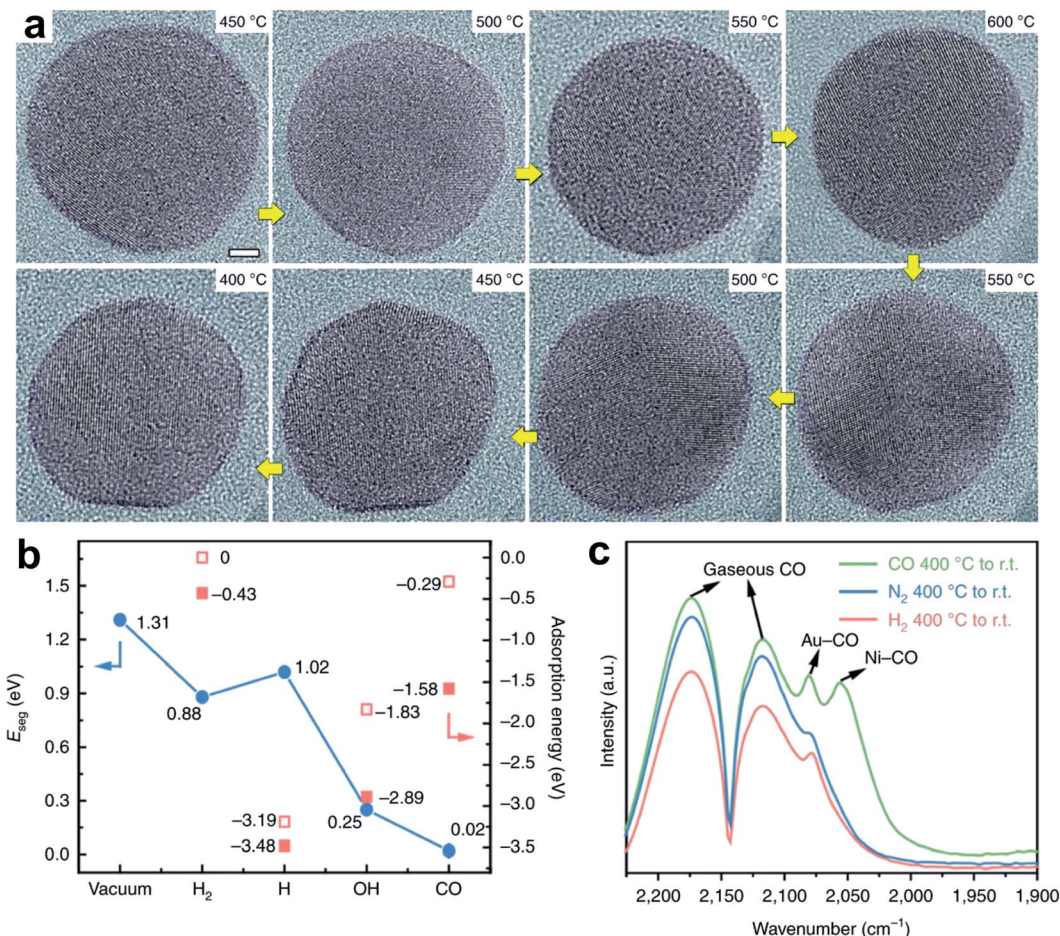 a
450 °C
500 °C
550 °C
600 °C
400 °C
450 °C
500 °C
550 °C
b
E_seg (eV)
1.5
1.2
0.9
0.6
0.3
0.0
1.31
0.88
1.02
0.25
0.02
0
−0.43
−3.19
−3.48
−1.83
−2.89
−0.29
−1.58
0.0
−0.5
−1.0
−1.5
−2.0
−2.5
−3.0
−3.5
Adsorption energy (eV)
Vacuum
H₂
H
OH
CO
c
Intensity (a.u.)
Gaseous CO
Au–CO
Ni–CO
CO 400 °C to r.t.
N₂ 400 °C to r.t.
H₂ 400 °C to r.t.
2,200
2,150
2,100
2,050
2,000
1,950
1,900
Wavenumber (cm⁻¹)